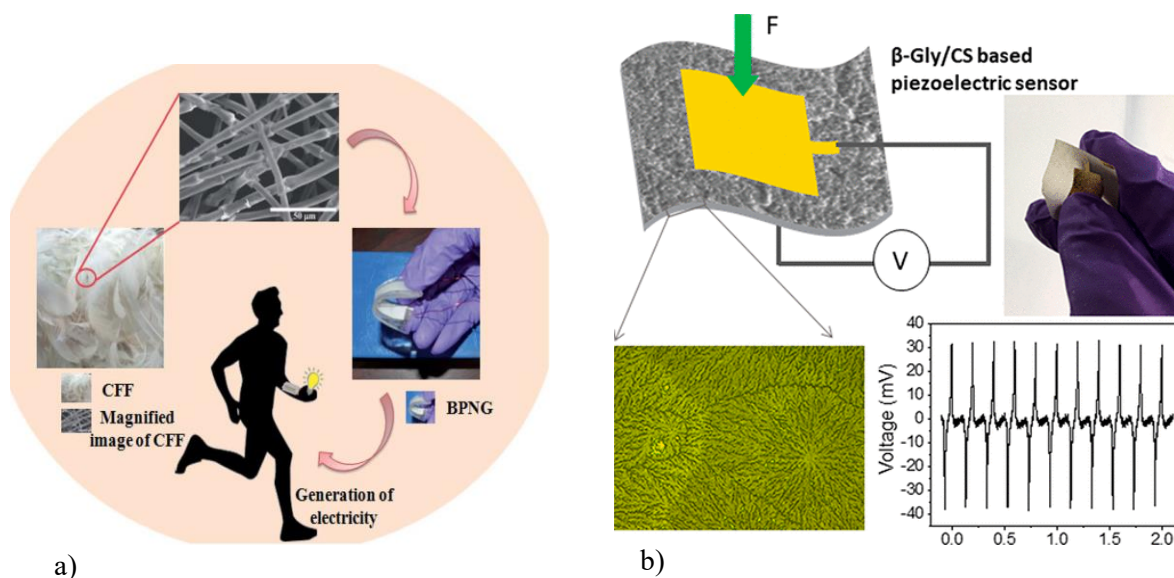 50 µm
CFF
Magnified
image of CFF
BPNG
Generation of
electricity
a)
F
β-Gly/CS based
piezoelectric sensor
V
Voltage (mV)
40
30
20
10
0
-10
-20
-30
-40
0.0 0.5 1.0 1.5 2.0
b)